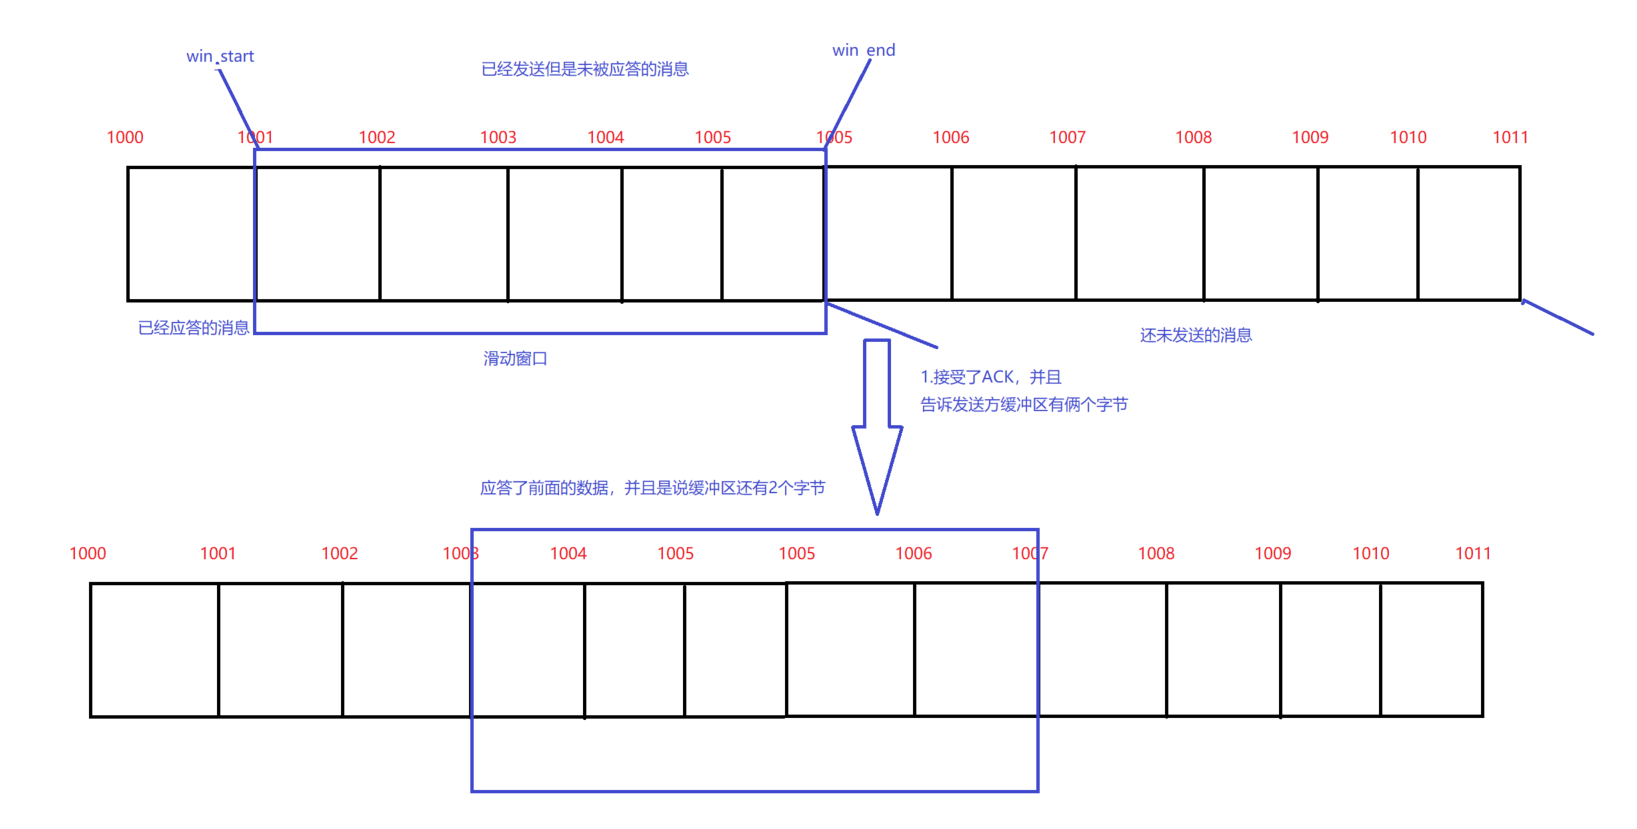 win_start
win end
已经发送但是未被应答的消息
1000 1001 1002 1003 1004 1005 1005 1006 1007 1008 1009 1010 1011
已经应答的消息
还未发送的消息
滑动窗口
1.接受了ACK，并且
告诉发送方缓冲区有俩个字节
应答了前面的数据，并且是说缓冲区还有2个字节
1000 1001 1002 1003 1004 1005 1005 1006 1007 1008 1009 1010 1011